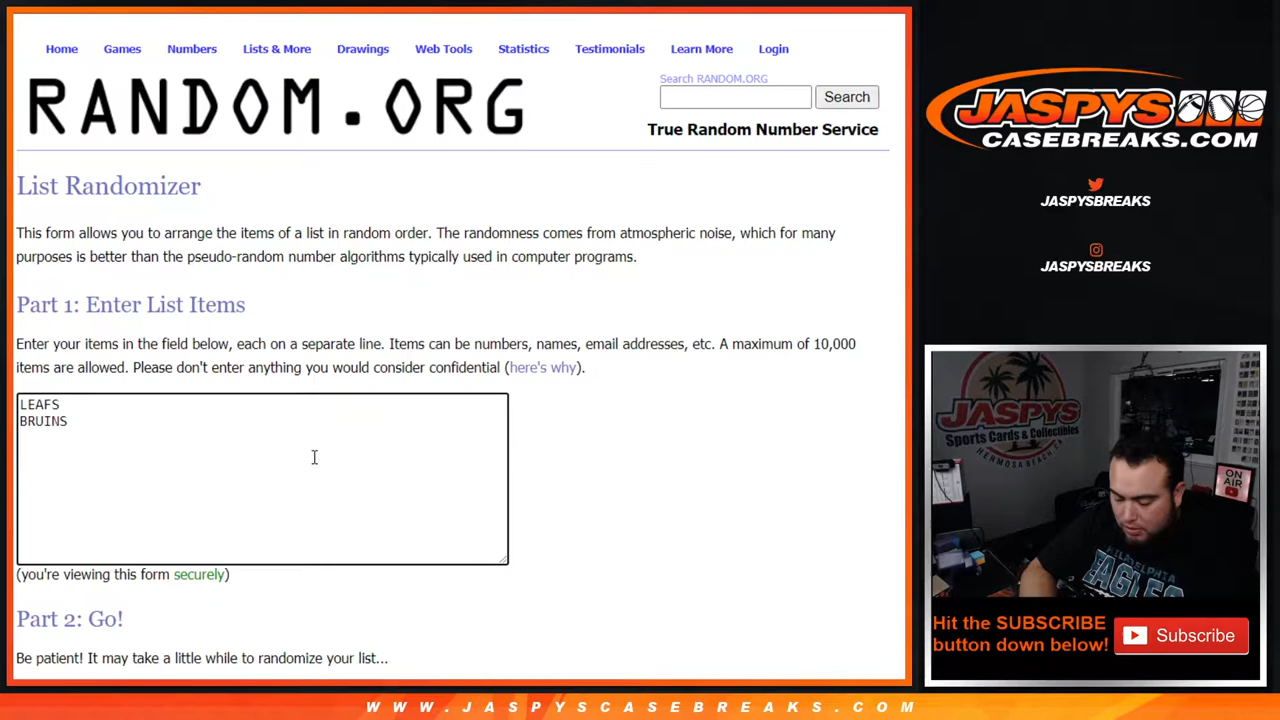 Home Games Numbers Lists & More Drawings Web Tools Statistics Testimonials Learn More Login
RANDOM.ORG
Search RANDOM.ORG
Search
True Random Number Service
List Randomizer
This form allows you to arrange the items of a list in random order. The randomness comes from atmospheric noise, which for many
purposes is better than the pseudo-random number algorithms typically used in computer programs.
Part 1: Enter List Items
Enter your items in the field below, each on a separate line. Items can be numbers, names, email addresses, etc. A maximum of 10,000
items are allowed. Please don't enter anything you would consider confidential (here's why).
LEAFS
BRUINS
(you're viewing this form securely)
Part 2: Go!
Be patient! It may take a little while to randomize your list...
JASPYS
CASEBREAKS.COM
JASPYSBREAKS
JASPYSBREAKS
JASPYS
Sports Cards & Collectibles
HERMOSA BEACH, CA
ON
AIR
PHILADELPHIA
EAGLES
Hit the SUBSCRIBE
button down below!
Subscribe
WWW.JASPYSCASEBREAKS.COM